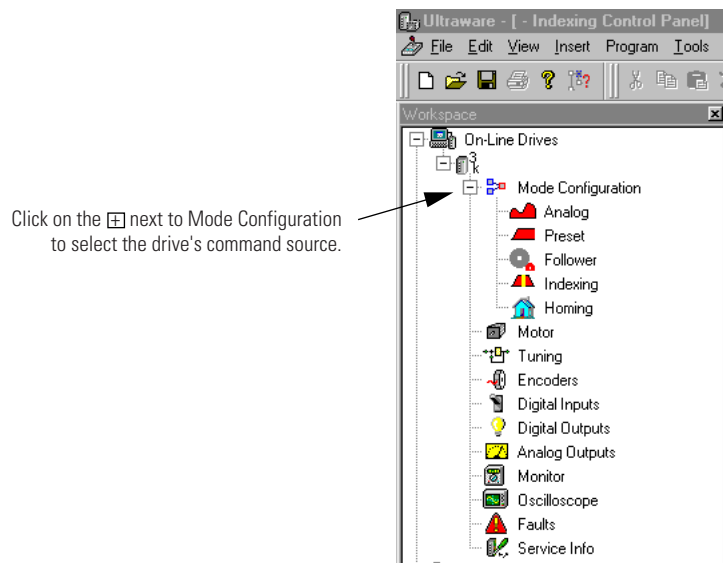 Ultraware - [ - Indexing Control Panel]
File Edit View Insert Program Tools
Workspace
On-Line Drives
3k
Mode Configuration
Click on the + next to Mode Configuration
to select the drive's command source.
Analog
Preset
Follower
Indexing
Homing
Motor
Tuning
Encoders
Digital Inputs
Digital Outputs
Analog Outputs
Monitor
Oscilloscope
Faults
Service Info